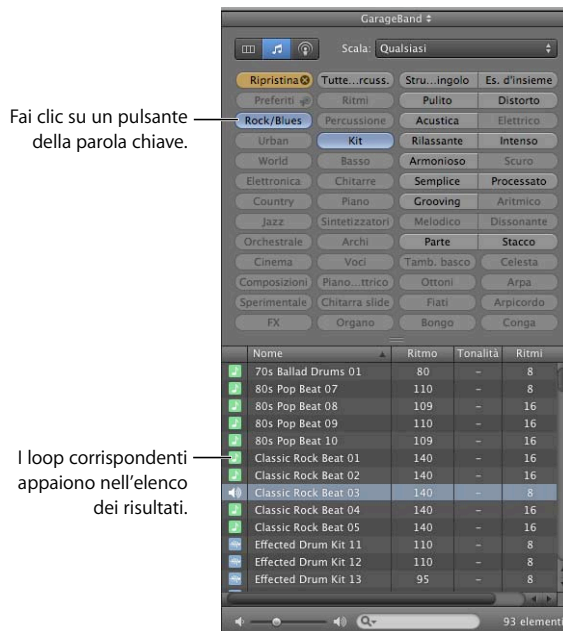 GarageBand
Scala: Qualsiasi
Ripristina Tutte...rcuss. Stru...ingolo Es. d'insieme
Preferiti Ritmi Pulito Distorto
Fai clic su un pulsante
della parola chiave.
Rock/Blues Percussione Acustica Elettrico
Urban Kit Rilassante Intenso
World Basso Armonioso Scuro
Elettronica Chitarre Semplice Processato
Country Piano Grooving Aritmico
Jazz Sintetizzatori Melodico Dissonante
Orchestrale Archi Parte Stacco
Cinema Voci Tamb. basco Celesta
Composizioni Piano...ttrico Ottoni Arpa
Sperimentale Chitarra slide Fiati Arpicordo
FX Organo Bongo Conga
Nome Ritmo Tonalità Ritmi
70s Ballad Drums 01 80 – 8
80s Pop Beat 07 110 – 8
80s Pop Beat 08 109 – 16
80s Pop Beat 09 110 – 16
80s Pop Beat 10 109 – 16
I loop corrispondenti
appaiono nell'elenco
dei risultati.
Classic Rock Beat 01 140 – 16
Classic Rock Beat 02 140 – 16
Classic Rock Beat 03 140 – 8
Classic Rock Beat 04 140 – 16
Classic Rock Beat 05 140 – 16
Effected Drum Kit 11 110 – 8
Effected Drum Kit 12 110 – 8
Effected Drum Kit 13 95 – 8
93 elementi